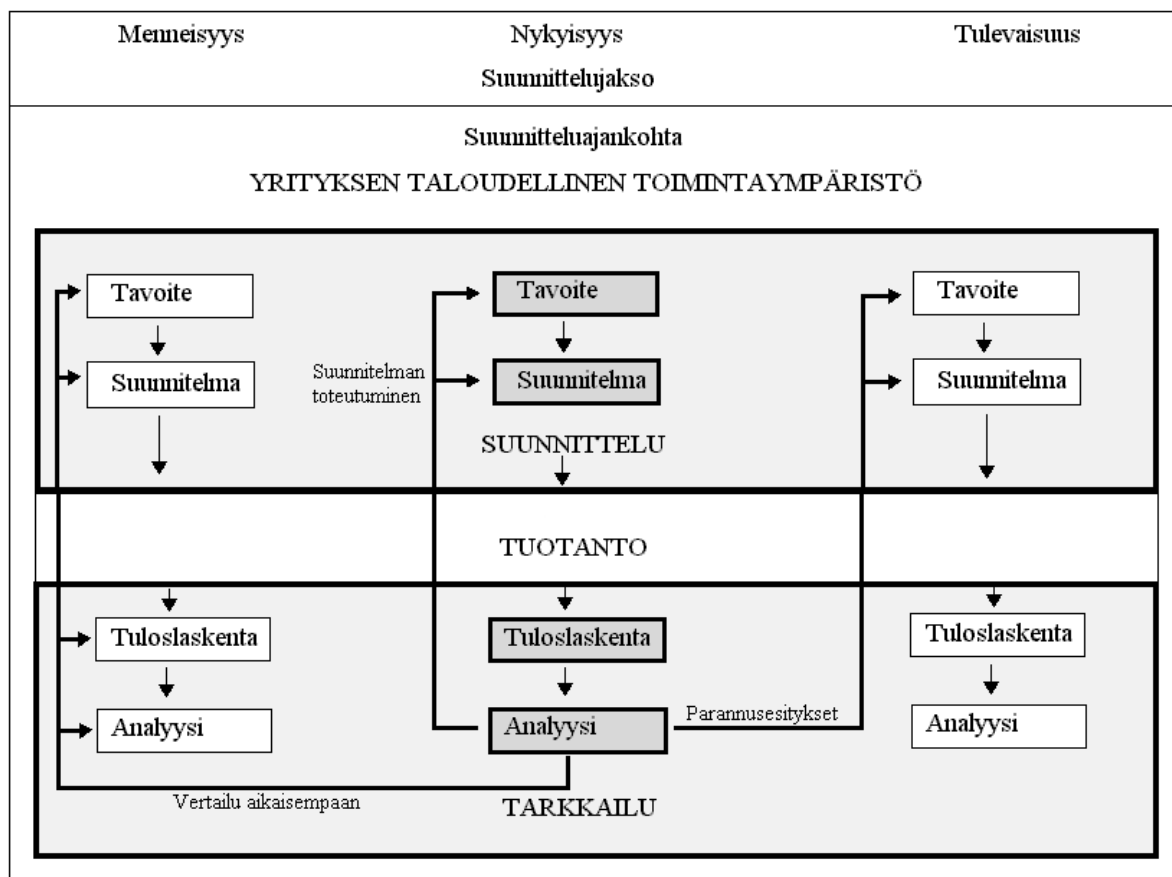 Menneisyys Nykyisyys Tulevaisuus
Suunnittelujakso
Suunnitteluajankohta
YRITYKSEN TALOUDELLINEN TOIMINTAYMPÄRISTÖ
Tavoite Tavoite Tavoite
Suunnitelma
Suunnitelman
toteutuminen
Suunnitelma Suunnitelma
SUUNNITTELU
TUOTANTO
Tuloslaskenta Tuloslaskenta Tuloslaskenta
Analyysi Analyysi Parannusesitykset Analyysi
Vertailu aikaisempaan
TARKKAILU